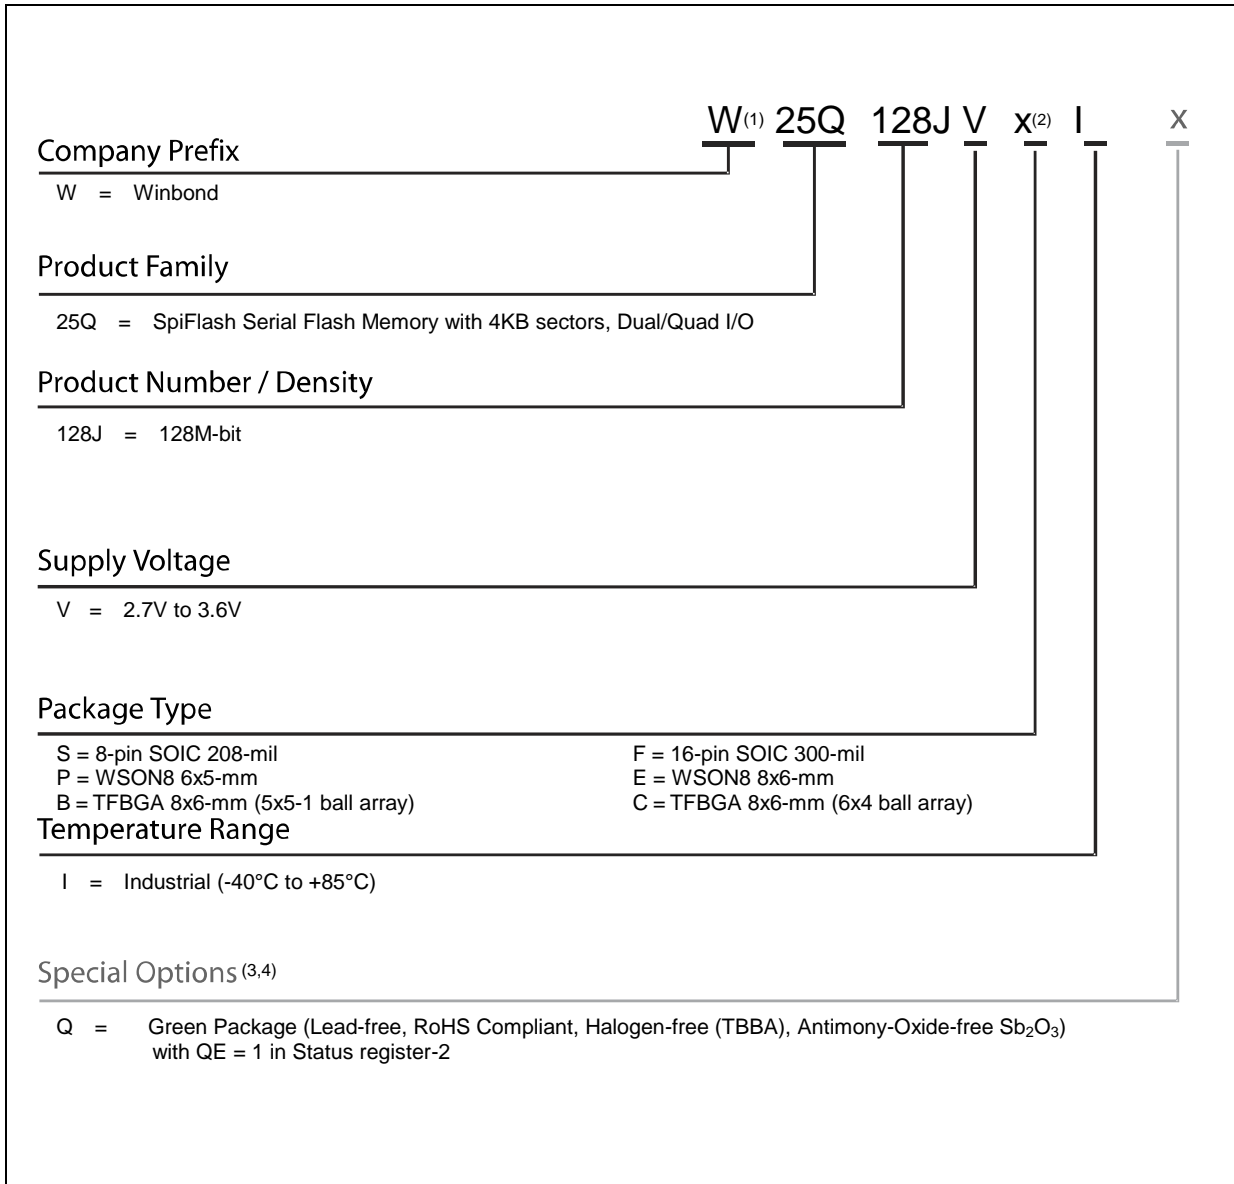 W(1) 25Q 128J V x(2) I x
Company Prefix
W = Winbond
Product Family
25Q = SpiFlash Serial Flash Memory with 4KB sectors, Dual/Quad I/O
Product Number / Density
128J = 128M-bit
Supply Voltage
V = 2.7V to 3.6V
Package Type
S = 8-pin SOIC 208-mil F = 16-pin SOIC 300-mil
P = WSON8 6x5-mm E = WSON8 8x6-mm
B = TFBGA 8x6-mm (5x5-1 ball array) C = TFBGA 8x6-mm (6x4 ball array)
Temperature Range
I = Industrial (-40°C to +85°C)
Special Options (3,4)
Q = Green Package (Lead-free, RoHS Compliant, Halogen-free (TBBA), Antimony-Oxide-free Sb₂O₃)
with QE = 1 in Status register-2